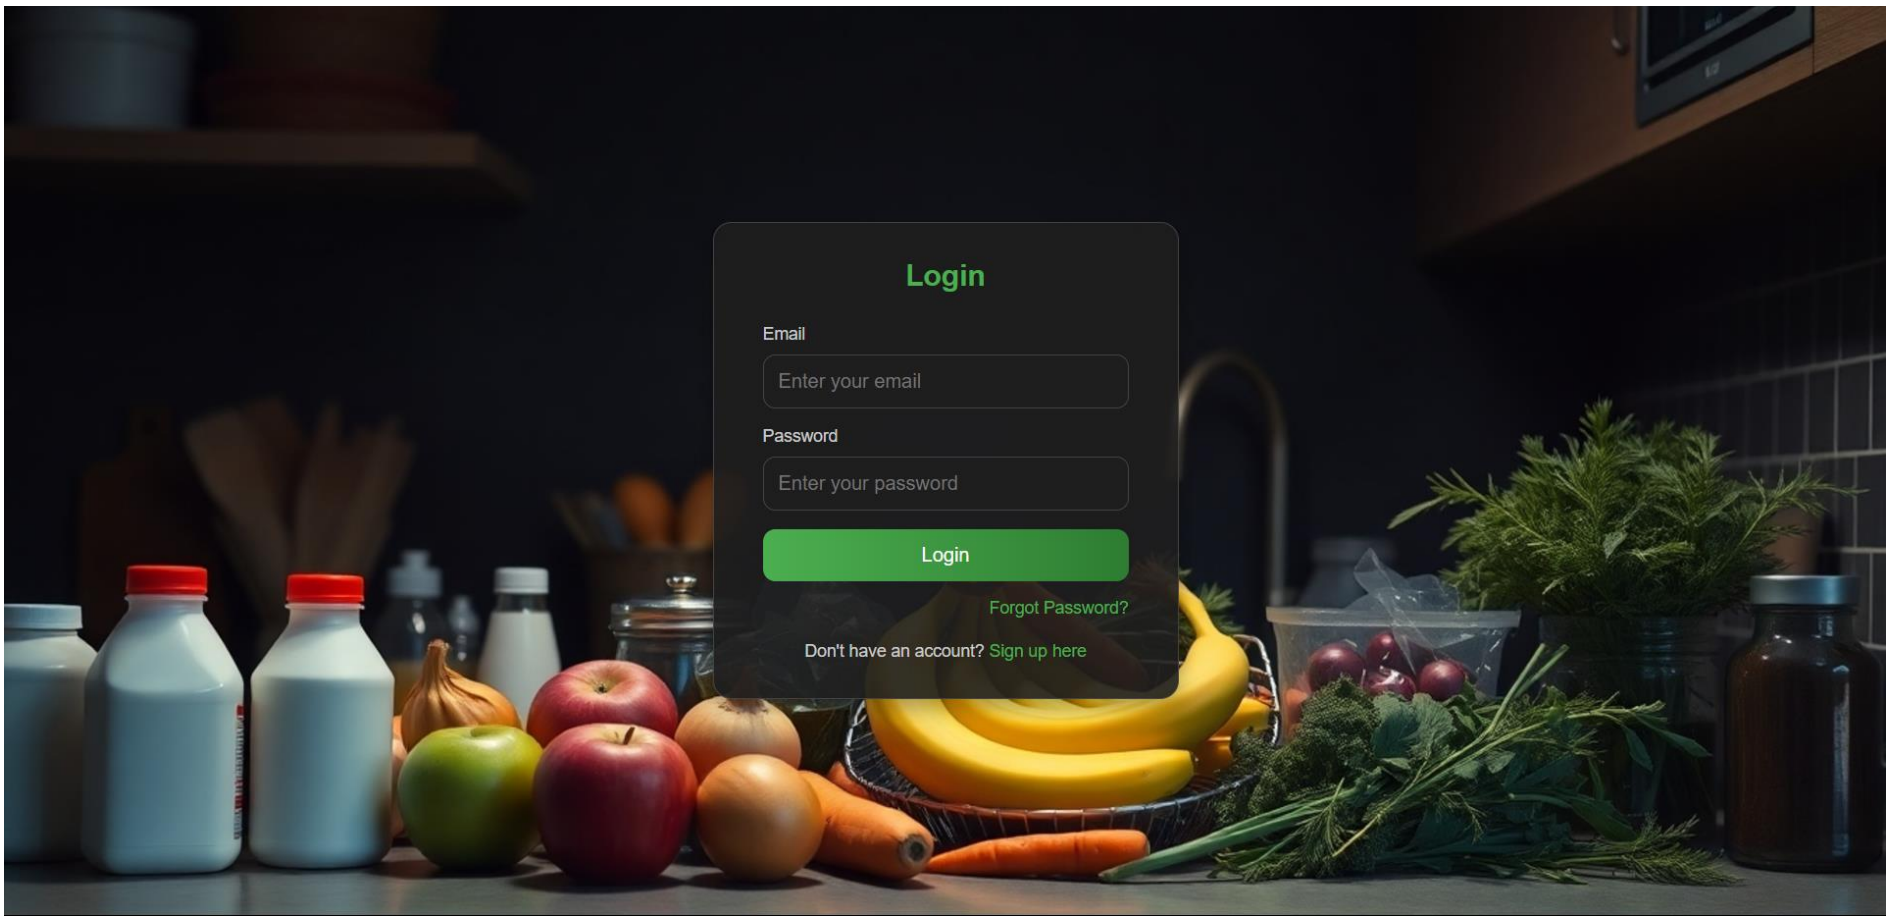 Login
Email
Enter your email
Password
Enter your password
Login
Forgot Password?
Don't have an account? Sign up here